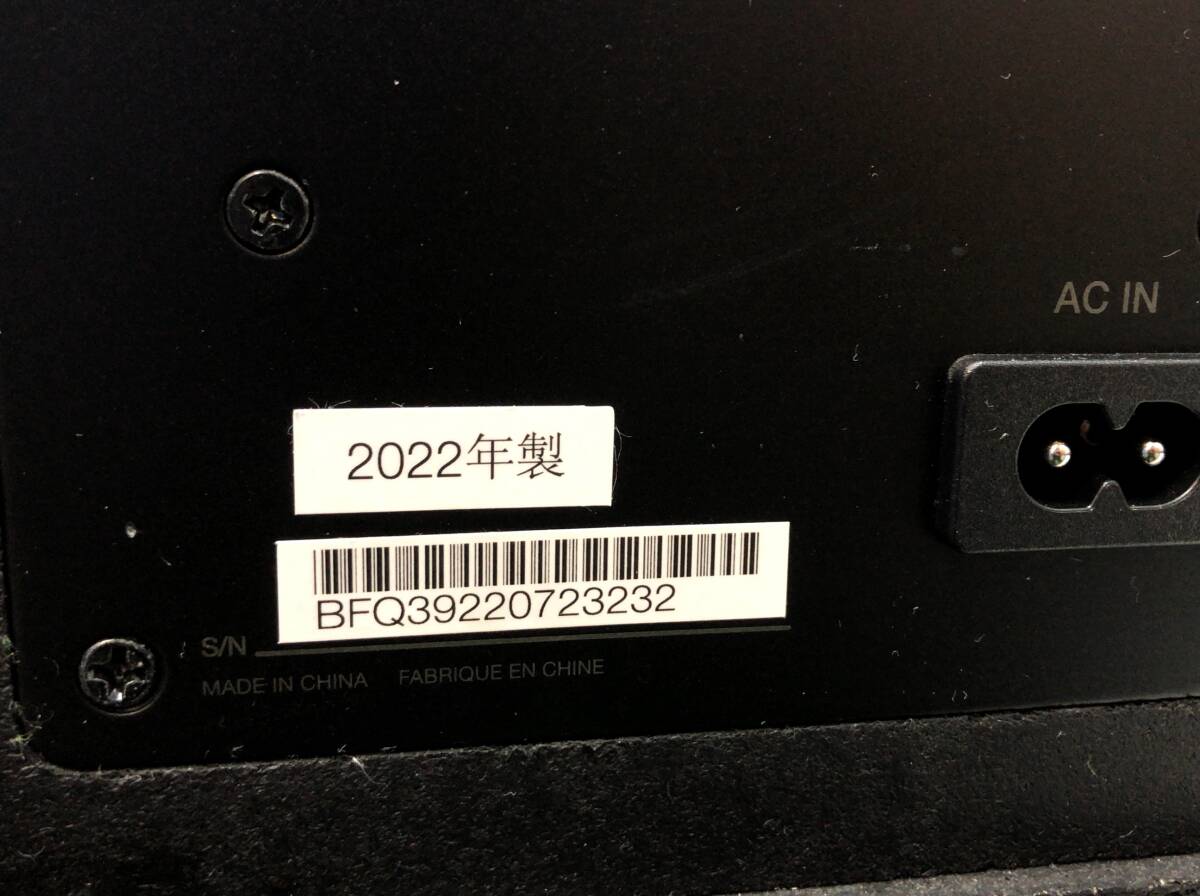 AC IN
2022年製
BFQ39220723232
S/N
MADE IN CHINA FABRIQUE EN CHINE